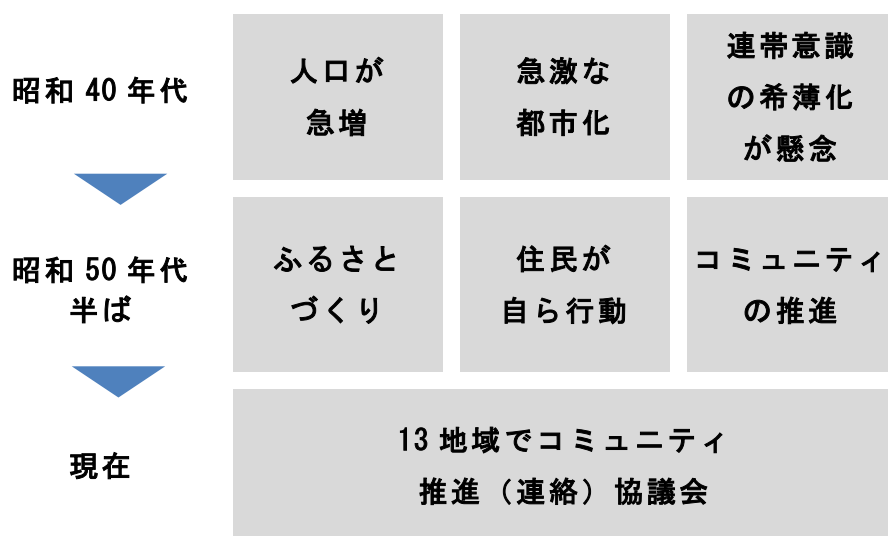 昭和 40 年代
人口が
急増
急激な
都市化
連帯意識
の希薄化
が懸念
昭和 50 年代
半ば
ふるさと
づくり
住民が
自ら行動
コミュニティ
の推進
現在
13 地域でコミュニティ
推進（連絡）協議会